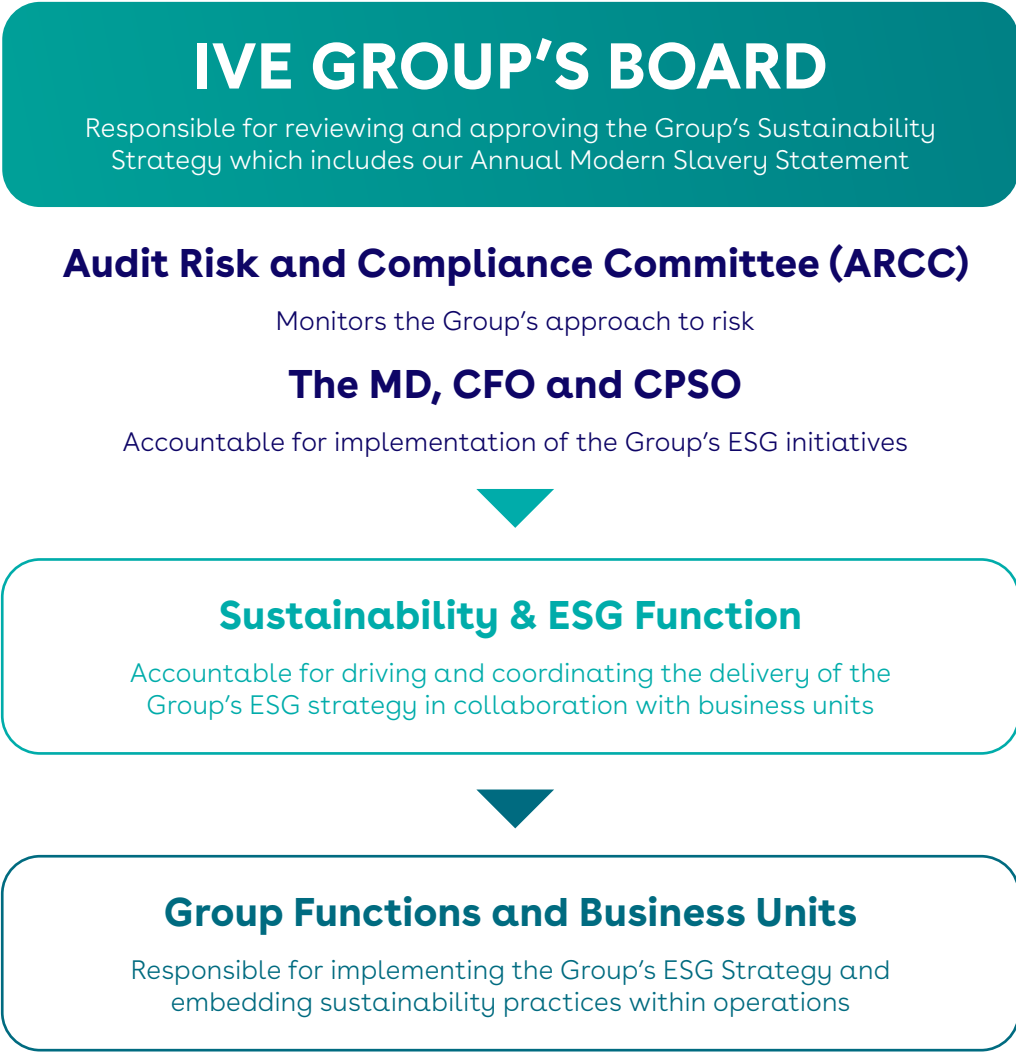 IVE GROUP’S BOARD
Responsible for reviewing and approving the Group’s Sustainability
Strategy which includes our Annual Modern Slavery Statement
Audit Risk and Compliance Committee (ARCC)
Monitors the Group’s approach to risk
The MD, CFO and CPSO
Accountable for implementation of the Group’s ESG initiatives
Sustainability & ESG Function
Accountable for driving and coordinating the delivery of the
Group’s ESG strategy in collaboration with business units
Group Functions and Business Units
Responsible for implementing the Group’s ESG Strategy and
embedding sustainability practices within operations